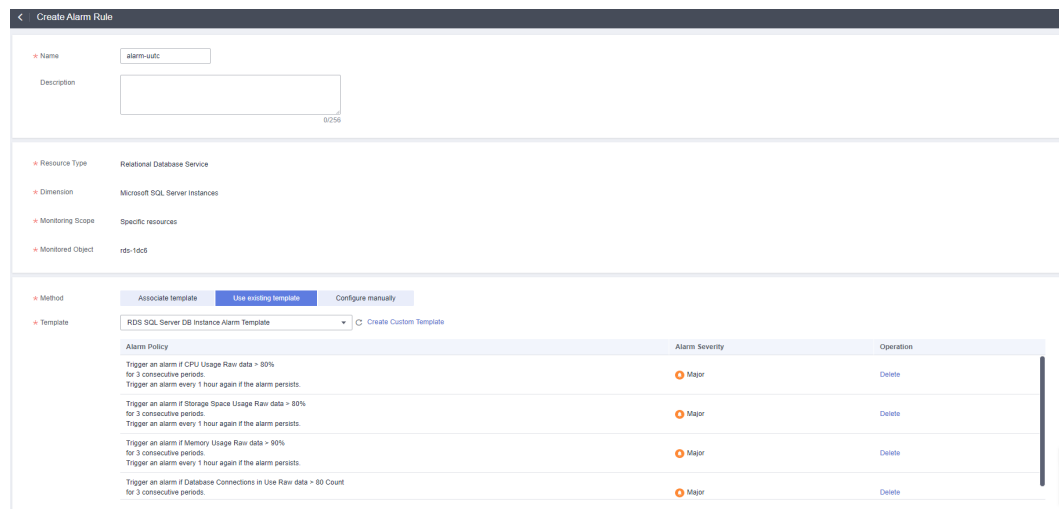 Create Alarm Rule
* Name
alarm-uutc
Description
0/256
* Resource Type
Relational Database Service
* Dimension
Microsoft SQL Server Instances
* Monitoring Scope
Specific resources
* Monitored Object
rds-1dc6
* Method
Associate template
Use existing template
Configure manually
* Template
RDS SQL Server DB Instance Alarm Template
Create Custom Template
Alarm Policy
Alarm Severity
Operation
Trigger an alarm if CPU Usage Raw data > 80%
for 3 consecutive periods.
Trigger an alarm every 1 hour again if the alarm persists.
Major
Delete
Trigger an alarm if Storage Space Usage Raw data > 80%
for 3 consecutive periods.
Trigger an alarm every 1 hour again if the alarm persists.
Major
Delete
Trigger an alarm if Memory Usage Raw data > 90%
for 3 consecutive periods.
Trigger an alarm every 1 hour again if the alarm persists.
Major
Delete
Trigger an alarm if Database Connections in Use Raw data > 80 Count
for 3 consecutive periods.
Major
Delete